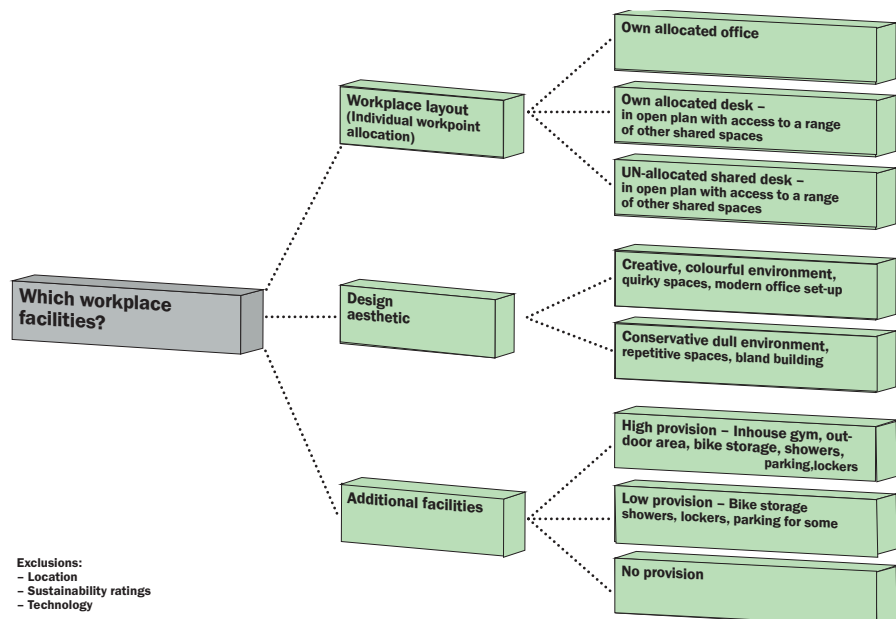 Which workplace
facilities?
Workplace layout
(Individual workpoint
allocation)
Own allocated office
Own allocated desk –
in open plan with access to a range
of other shared spaces
UN-allocated shared desk –
in open plan with access to a range
of other shared spaces
Design
aesthetic
Creative, colourful environment,
quirky spaces, modern office set-up
Conservative dull environment,
repetitive spaces, bland building
Additional facilities
High provision – Inhouse gym, out-
door area, bike storage, showers,
parking,lockers
Low provision – Bike storage
showers, lockers, parking for some
No provision
Exclusions:
– Location
– Sustainability ratings
– Technology